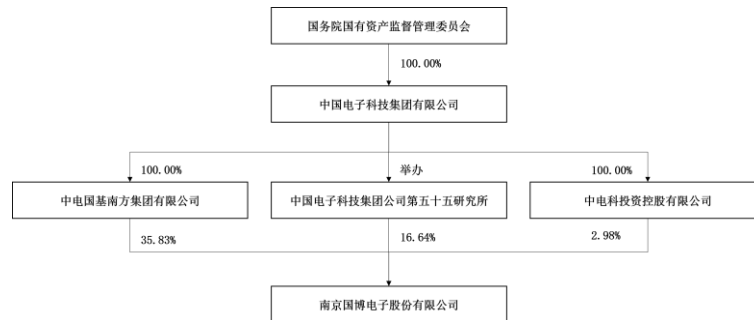 国务院国有资产监督管理委员会
100.00%
中国电子科技集团有限公司
100.00%
举办
100.00%
中电国基南方集团有限公司
中国电子科技集团公司第五十五研究所
中电科投资控股有限公司
35.83%
16.64%
2.98%
南京国博电子股份有限公司